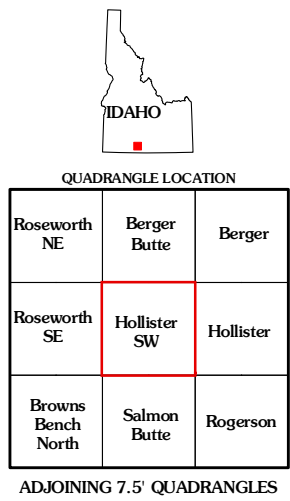 IDAHO
QUADRANGLE LOCATION
Roseworth
NE
Berger
Butte
Berger
Roseworth
SE
Hollister
SW
Hollister
Browns
Bench
North
Salmon
Butte
Rogerson
ADJOINING 7.5' QUADRANGLES